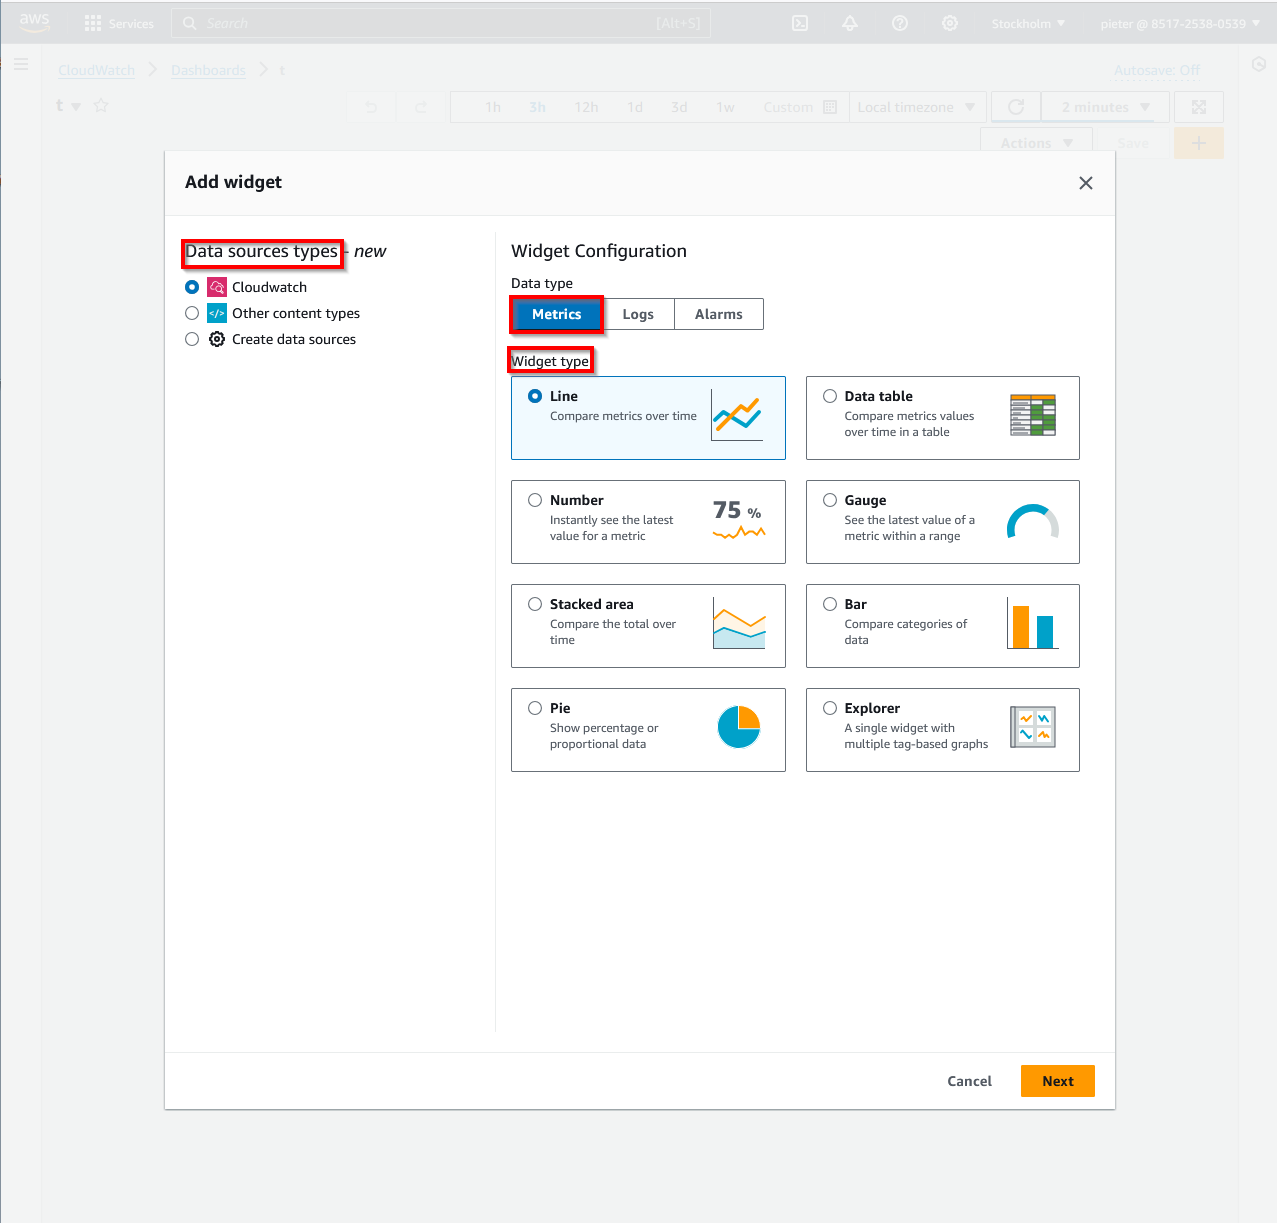 aws Services Search [Alt+S] Stockholm pieter @ 8517-2538-0539
CloudWatch Dashboards t Autosave: Off
t 1h 3h 12h 1d 3d 1w Custom Local timezone 2 minutes
Actions Save +
Add widget
Data sources types - new
Cloudwatch
Other content types
Create data sources
Widget Configuration
Data type
Metrics Logs Alarms
Widget type
Line
Compare metrics over time
Data table
Compare metrics values
over time in a table
Number
Instantly see the latest
value for a metric
75 %
Gauge
See the latest value of a
metric within a range
Stacked area
Compare the total over
time
Bar
Compare categories of
data
Pie
Show percentage or
proportional data
Explorer
A single widget with
multiple tag-based graphs
Cancel Next